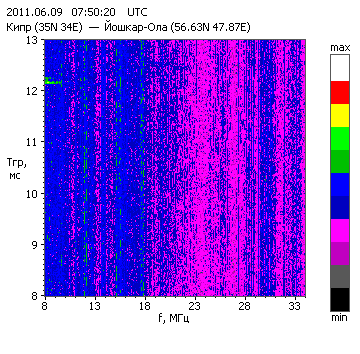 2011.06.09 07:50:20 UTC
Кипр (35N 34E) — Йошкар-Ола (56.63N 47.87E)
max
13
12
11
Tгр,
мс
10
9
8
8 13 18 23 28 33
f, МГц
min